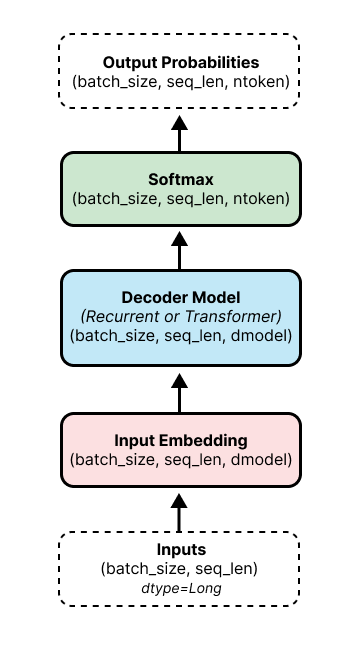 Output Probabilities
(batch_size, seq_len, ntoken)
Softmax
(batch_size, seq_len, ntoken)
Decoder Model
(Recurrent or Transformer)
(batch_size, seq_len, dmodel)
Input Embedding
(batch_size, seq_len, dmodel)
Inputs
(batch_size, seq_len)
dtype=Long